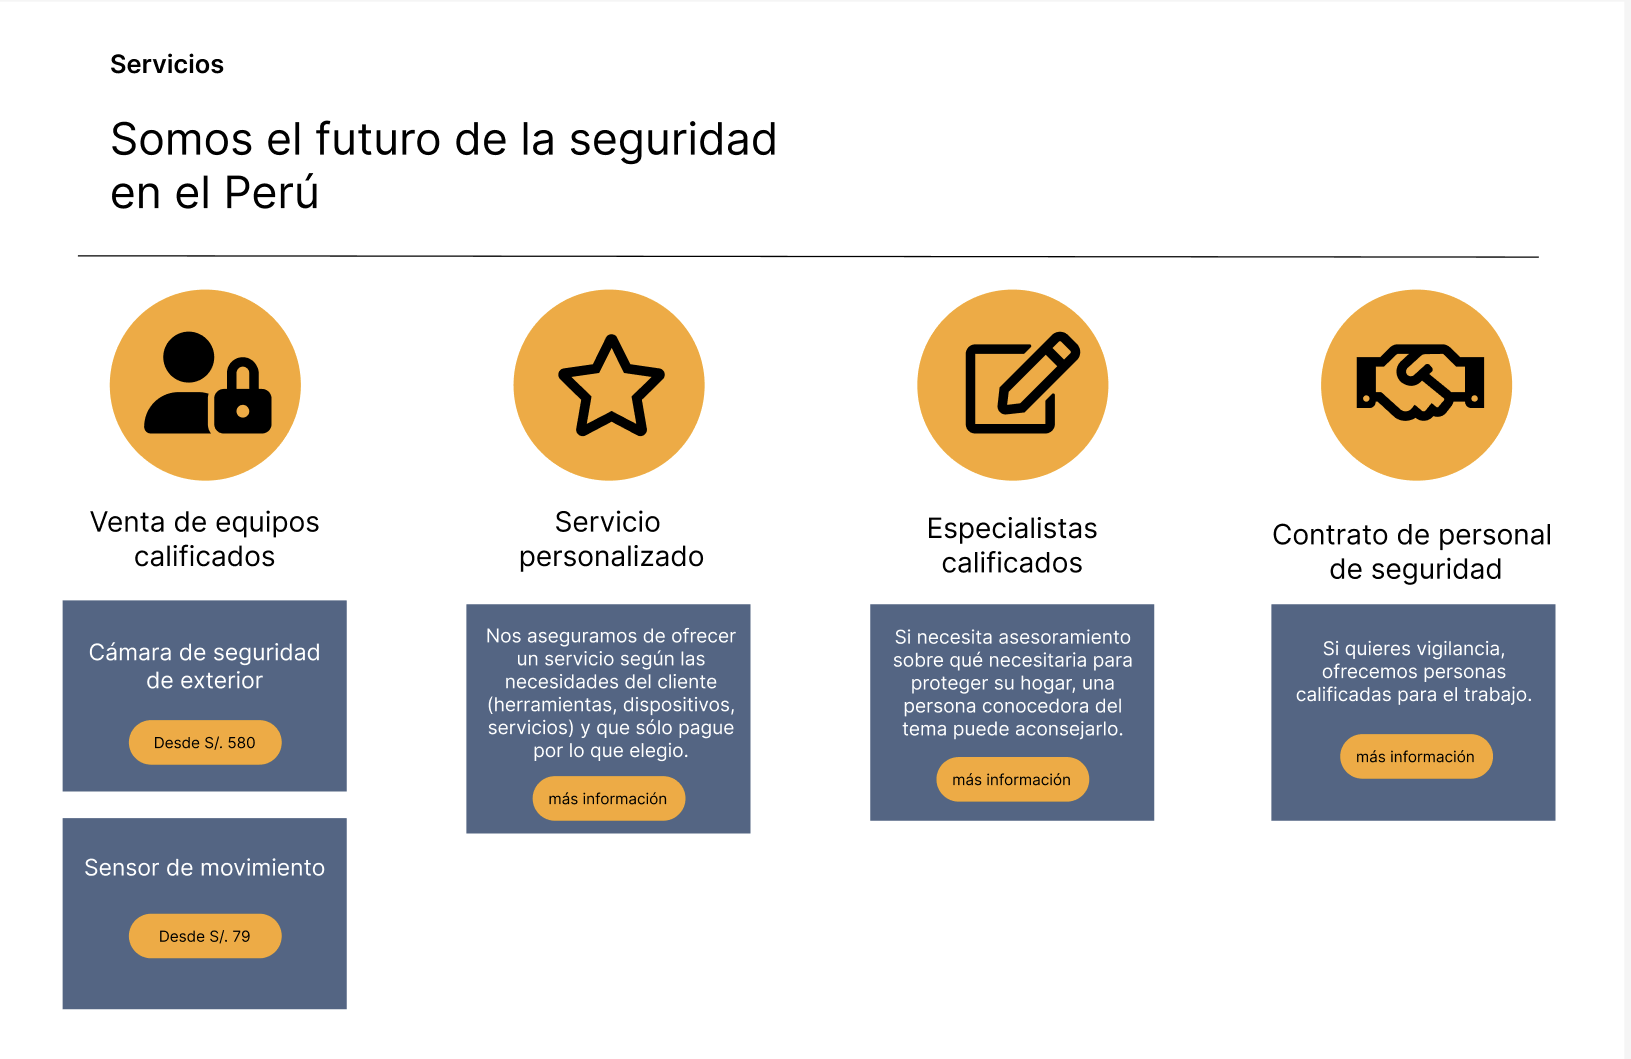 Servicios
Somos el futuro de la seguridad
en el Perú
Venta de equipos
calificados
Cámara de seguridad
de exterior
Desde S/. 580
Sensor de movimiento
Desde S/. 79
Servicio
personalizado
Nos aseguramos de ofrecer
un servicio según las
necesidades del cliente
(herramientas, dispositivos,
servicios) y que sólo pague
por lo que elegio.
más información
Especialistas
calificados
Si necesita asesoramiento
sobre qué necesitaria para
proteger su hogar, una
persona conocedora del
tema puede aconsejarlo.
más información
Contrato de personal
de seguridad
Si quieres vigilancia,
ofrecemos personas
calificadas para el trabajo.
más información